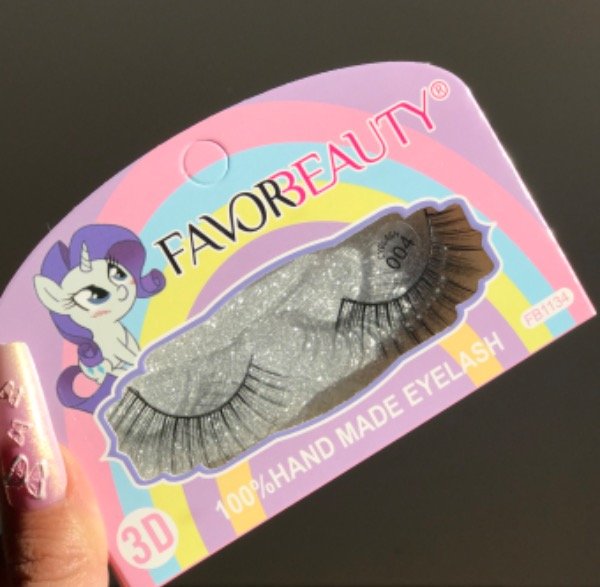 FAVORBEAUTY®
004
FB1134
100%HAND MADE EYELASH
3D